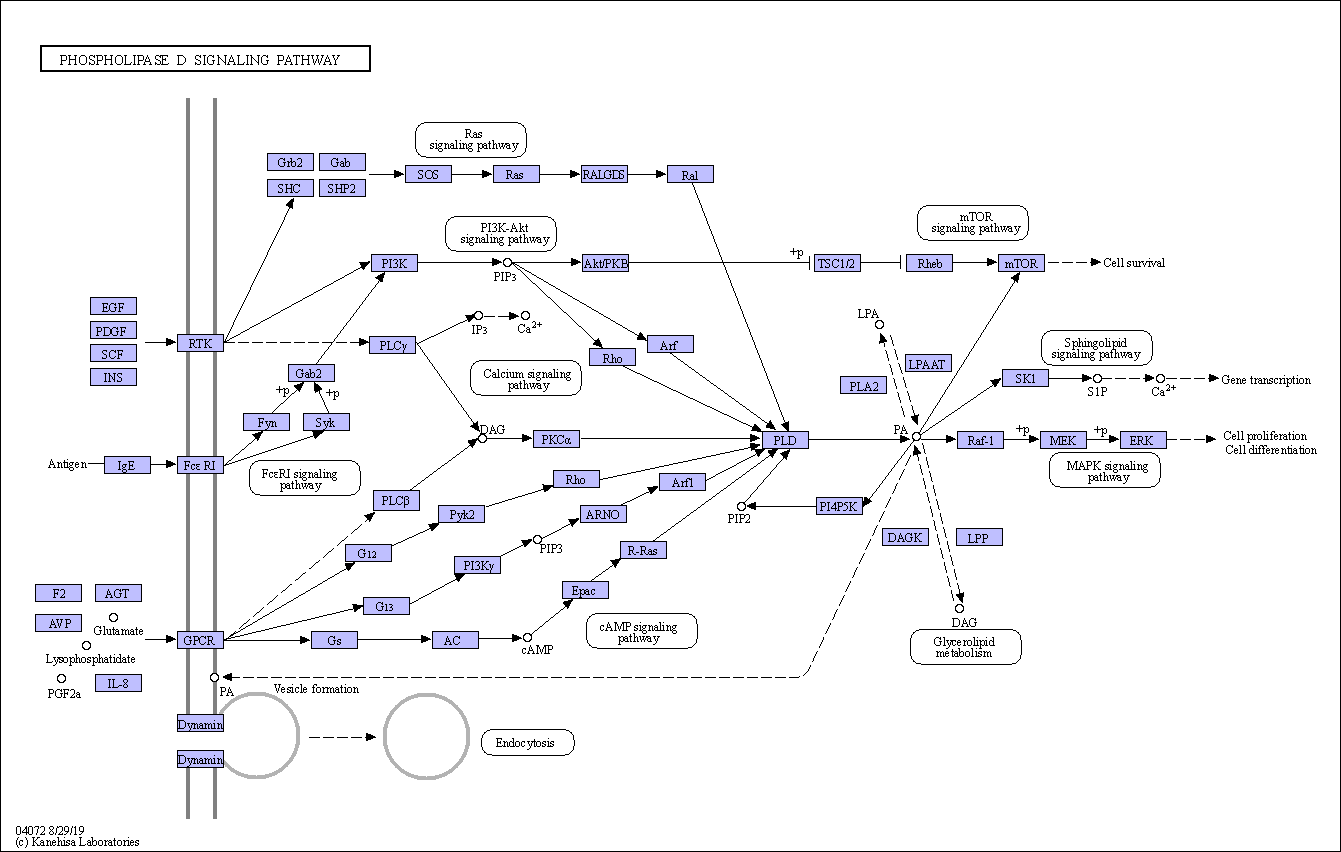 PHOSPHOLIPASE D SIGNALING PATHWAY
Ras
signaling pathway
Grb2
Gab
SHC
SHP2
SOS
Ras
RALGDS
Ral
PI3K-Akt
signaling pathway
mTOR
signaling pathway
PI3K
PIP3
Akt/PKB
+p
TSC1/2
Rheb
mTOR
Cell survival
EGF
PDGF
SCF
INS
RTK
PLCγ
IP3
Ca2+
Rho
Arf
LPA
LPAAT
PLA2
Sphingolipid
signaling pathway
Calcium signaling
pathway
Gab2
+p
+p
Fyn
Syk
SK1
S1P
Ca2+
Gene transcription
DAG
PKCα
PLD
PA
Raf-1
+p
MEK
+p
ERK
Cell proliferation
Cell differentiation
MAPK signaling
pathway
Antigen
IgE
FcεRI
FcεRI signaling
pathway
PLCβ
Rho
Arf1
Pyk2
ARNO
PIP2
PI4P5K
G12
PI3Kγ
PIP3
R-Ras
DAGK
LPP
G13
Epac
F2
AGT
AVP
Glutamate
Lysophosphatidate
PGF2a
IL-8
GPCR
Gs
AC
cAMP
cAMP signaling
pathway
DAG
Glycerolipid
metabolism
PA
Vesicle formation
Dynamin
Dynamin
Endocytosis
04072 8/29/19
(c) Kanehisa Laboratories